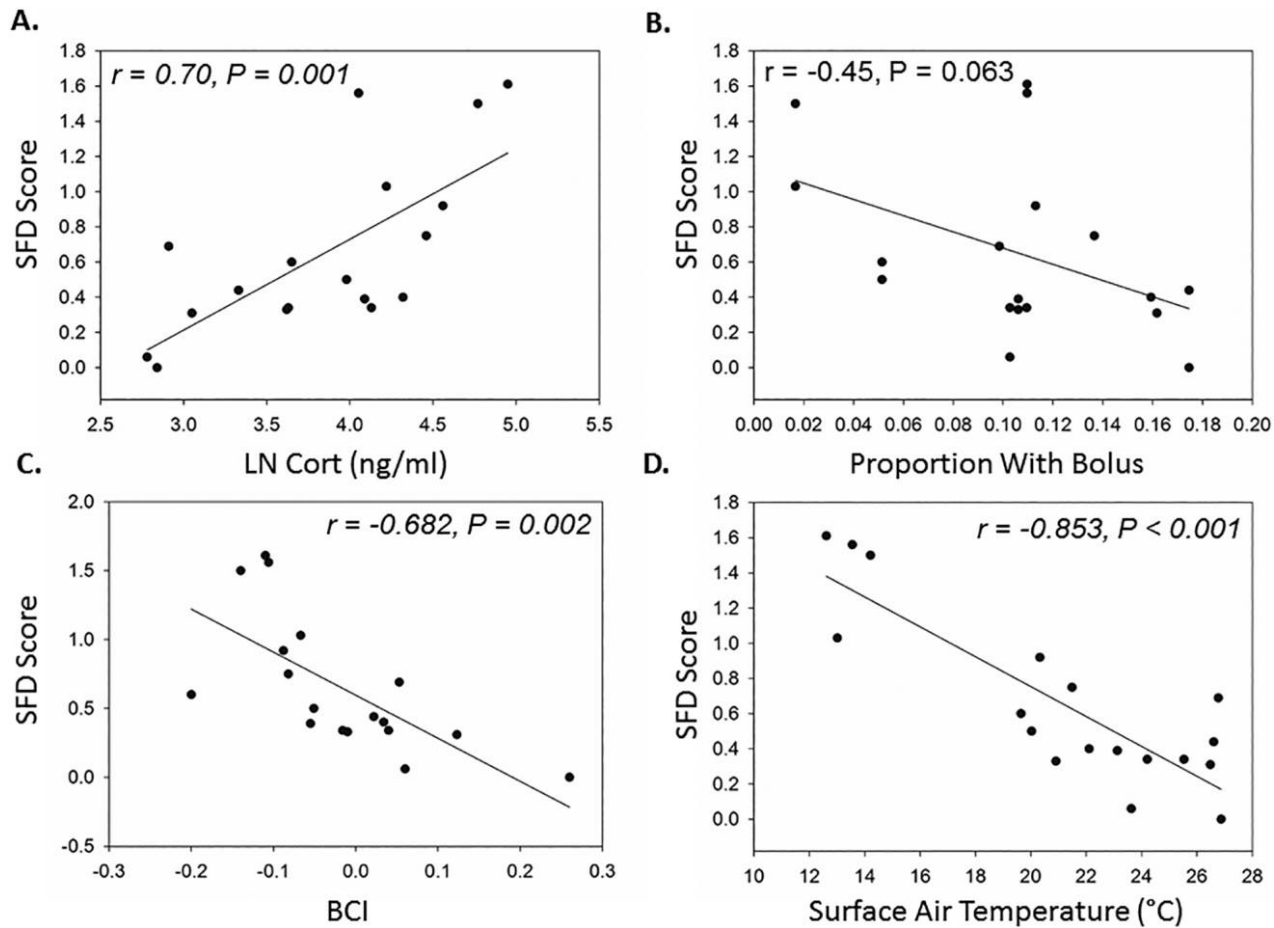 A.
r = 0.70, P = 0.001
SFD Score
1.8
1.6
1.4
1.2
1.0
0.8
0.6
0.4
0.2
0.0
2.5 3.0 3.5 4.0 4.5 5.0 5.5
LN Cort (ng/ml)
B.
r = -0.45, P = 0.063
SFD Score
1.8
1.6
1.4
1.2
1.0
0.8
0.6
0.4
0.2
0.0
0.00 0.02 0.04 0.06 0.08 0.10 0.12 0.14 0.16 0.18 0.20
Proportion With Bolus
C.
r = -0.682, P = 0.002
SFD Score
2.0
1.5
1.0
0.5
0.0
-0.5
-0.3 -0.2 -0.1 0.0 0.1 0.2 0.3
BCI
D.
r = -0.853, P < 0.001
SFD Score
1.8
1.6
1.4
1.2
1.0
0.8
0.6
0.4
0.2
0.0
10 12 14 16 18 20 22 24 26 28
Surface Air Temperature (°C)